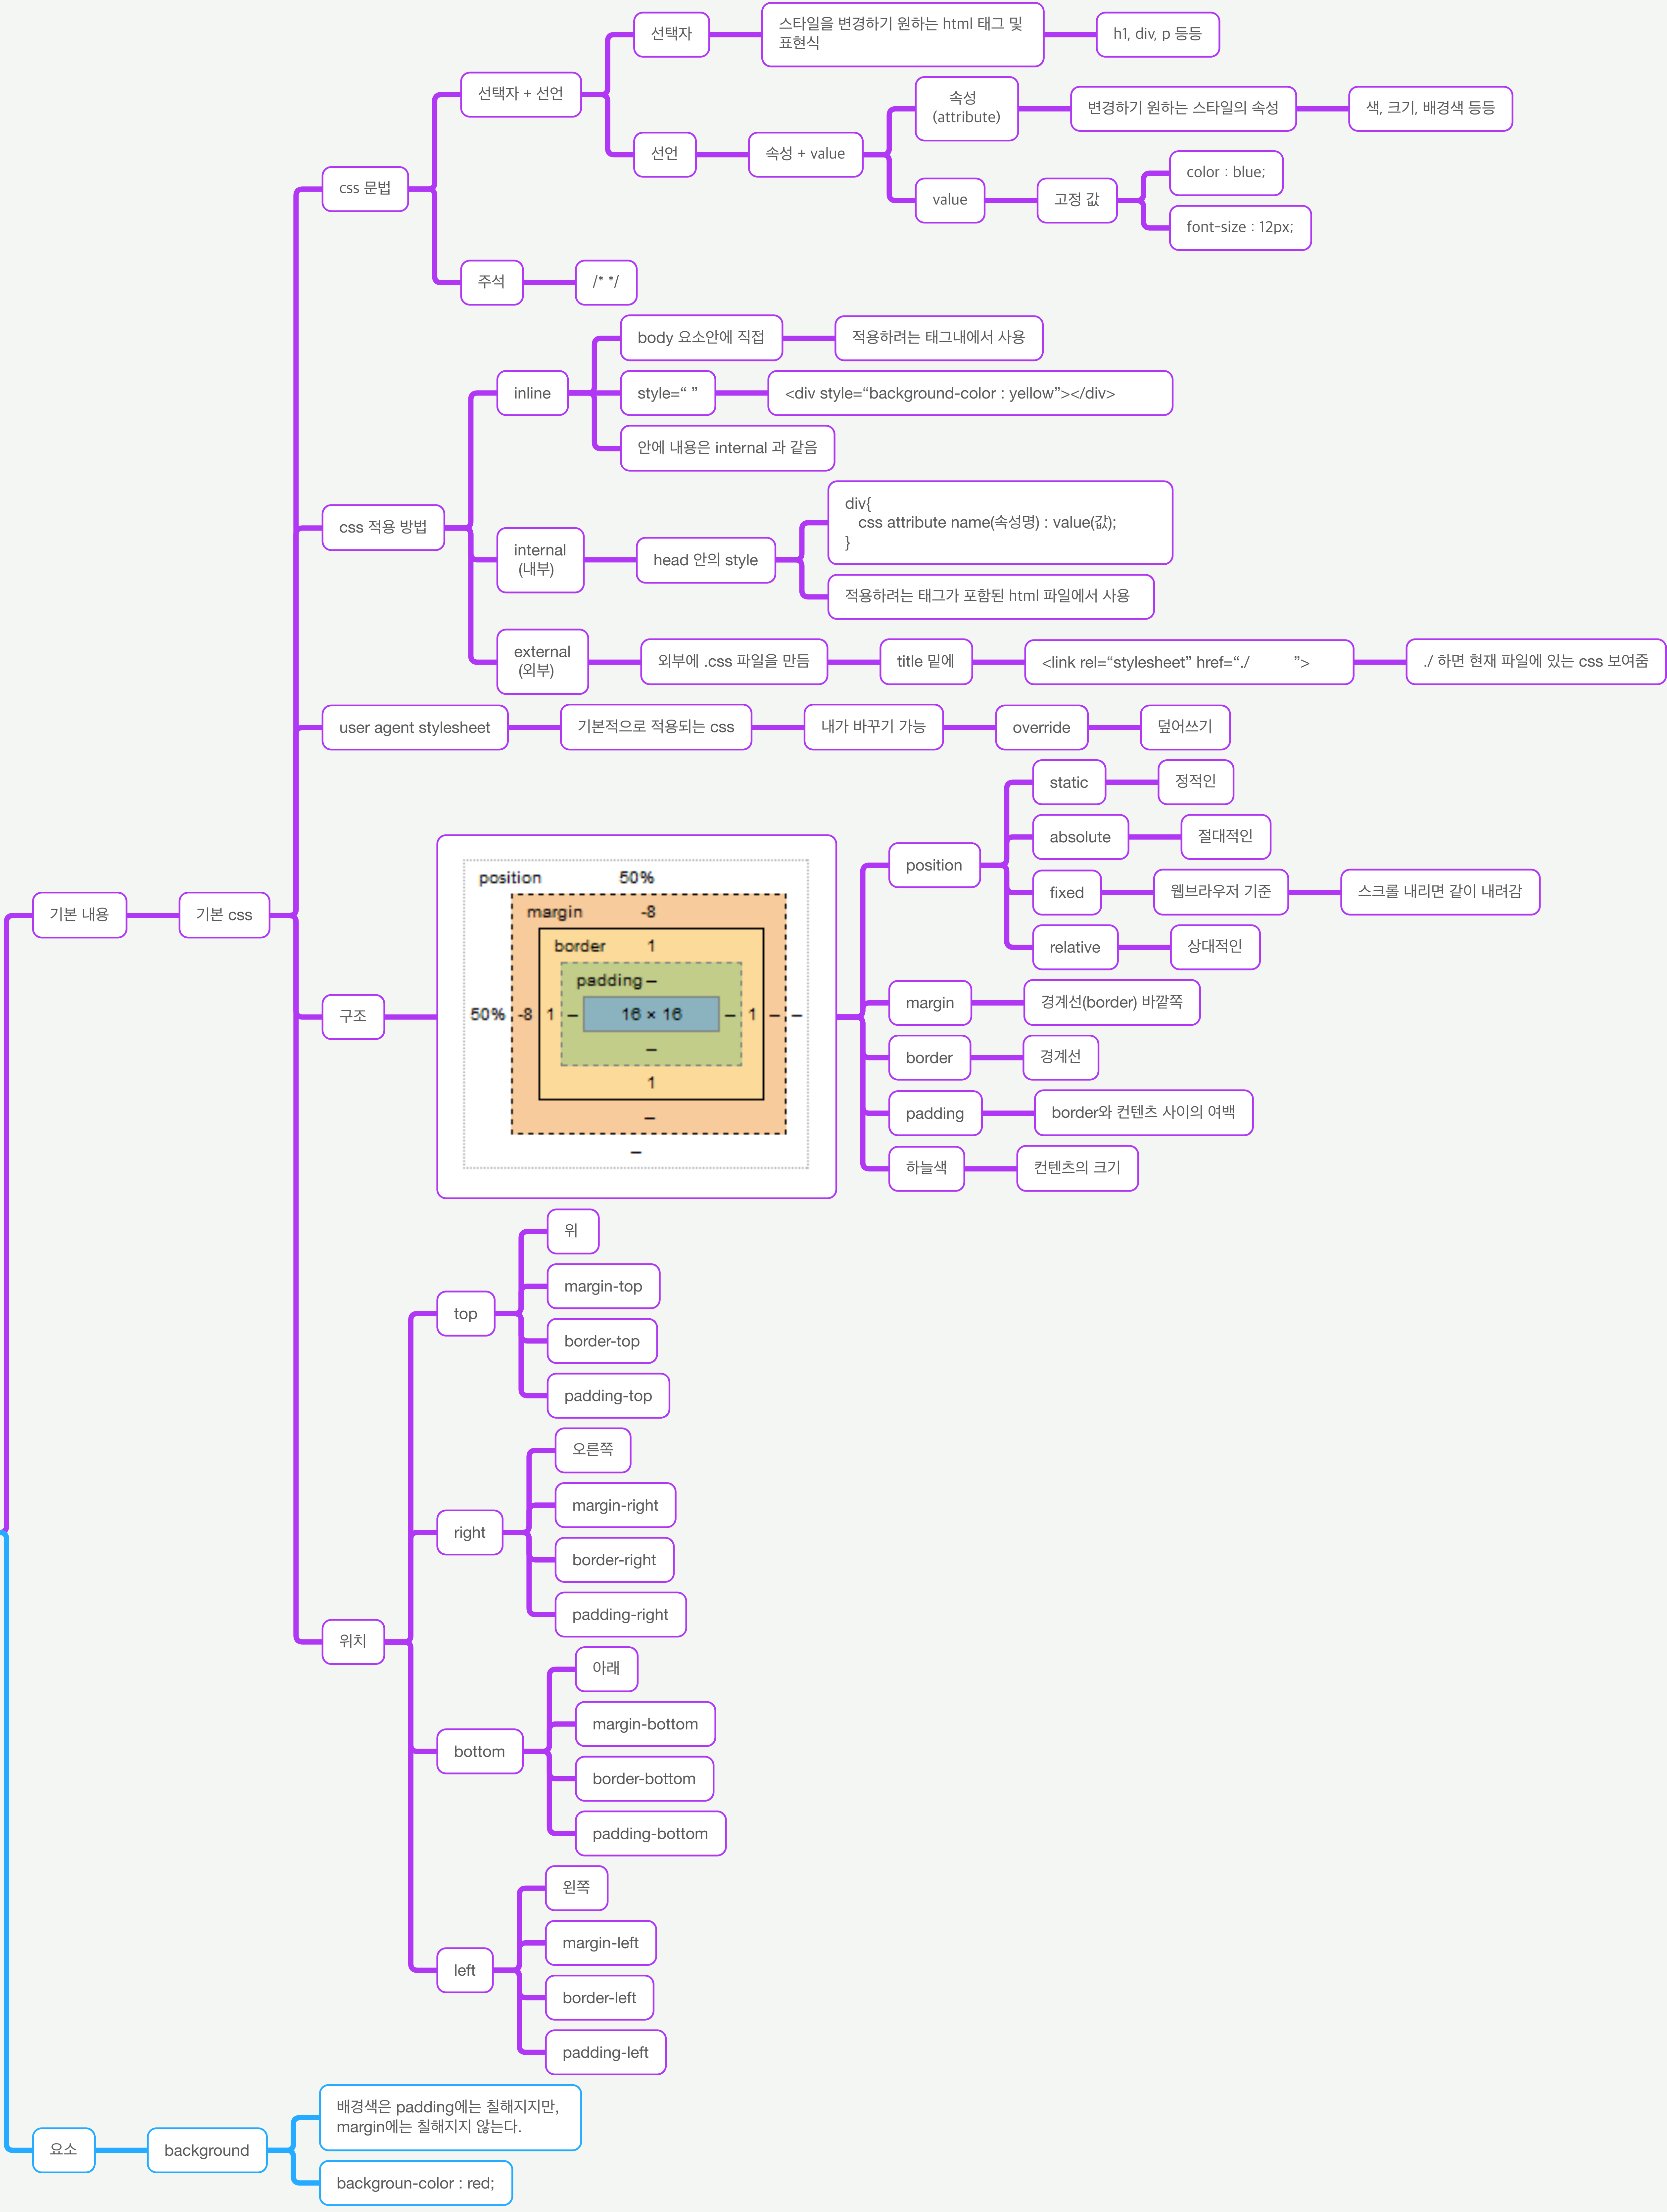 선택자
스타일을 변경하기 원하는 html 태그 및
표현식
h1, div, p 등등
선택자 + 선언
속성
(attribute)
변경하기 원하는 스타일의 속성
색, 크기, 배경색 등등
선언
속성 + value
css 문법
value
고정 값
color : blue;
font-size : 12px;
주석
/* */
body 요소안에 직접
적용하려는 태그내에서 사용
inline
style=“ ”
<div style=“background-color : yellow”></div>
안에 내용은 internal 과 같음
css 적용 방법
internal
(내부)
head 안의 style
div{
css attribute name(속성명) : value(값);
}
적용하려는 태그가 포함된 html 파일에서 사용
external
(외부)
외부에 .css 파일을 만듬
title 밑에
<link rel=“stylesheet” href=“./          ”>
./ 하면 현재 파일에 있는 css 보여줌
user agent stylesheet
기본적으로 적용되는 css
내가 바꾸기 가능
override
덮어쓰기
기본 내용
기본 css
구조
position 50%
margin -8
border 1
padding –
50% -8 1 – 16 × 16 – 1 – –
–
1
–
–
position
static
정적인
absolute
절대적인
fixed
웹브라우저 기준
스크롤 내리면 같이 내려감
relative
상대적인
margin
경계선(border) 바깥쪽
border
경계선
padding
border와 컨텐츠 사이의 여백
하늘색
컨텐츠의 크기
위치
top
위
margin-top
border-top
padding-top
right
오른쪽
margin-right
border-right
padding-right
bottom
아래
margin-bottom
border-bottom
padding-bottom
left
왼쪽
margin-left
border-left
padding-left
요소
background
배경색은 padding에는 칠해지지만,
margin에는 칠해지지 않는다.
backgroun-color : red;